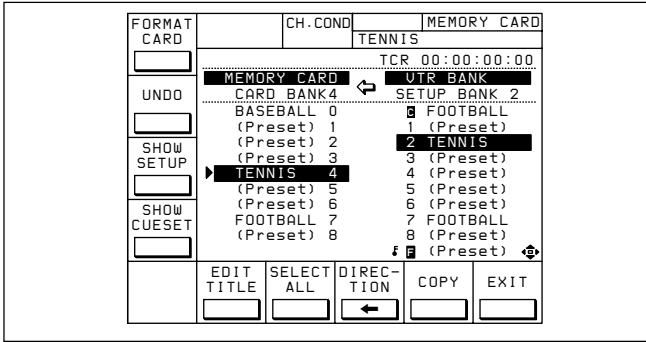 FORMAT
CARD
CH.COND
MEMORY CARD
TENNIS
TCR 00:00:00:00
MEMORY CARD
VTR BANK
CARD BANK4
SETUP BANK 2
UNDO
BASEBALL 0
C FOOTBALL
(Preset) 1
1 (Preset)
(Preset) 2
2 TENNIS
(Preset) 3
3 (Preset)
TENNIS 4
4 (Preset)
(Preset) 5
5 (Preset)
(Preset) 6
6 (Preset)
FOOTBALL 7
7 FOOTBALL
(Preset) 8
8 (Preset)
F (Preset)
SHOW
SETUP
SHOW
CUESET
EDIT
TITLE
SELECT
ALL
DIREC-
TION
COPY
EXIT